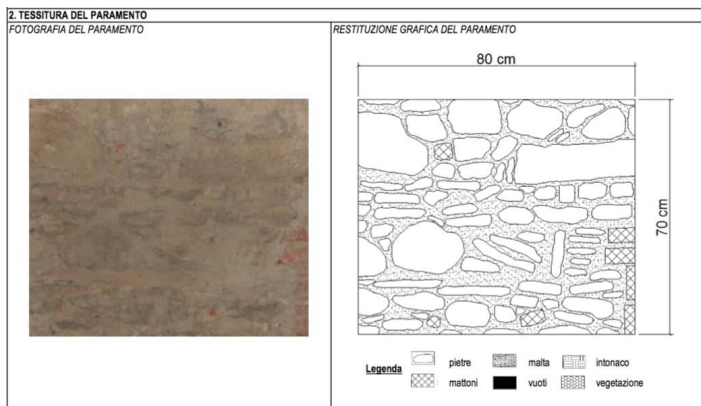 2. TESSITURA DEL PARAMENTO
FOTOGRAFIA DEL PARAMENTO
RESTITUZIONE GRAFICA DEL PARAMENTO
80 cm
70 cm
Legenda
pietre
malta
intonaco
mattoni
vuoti
vegetazione